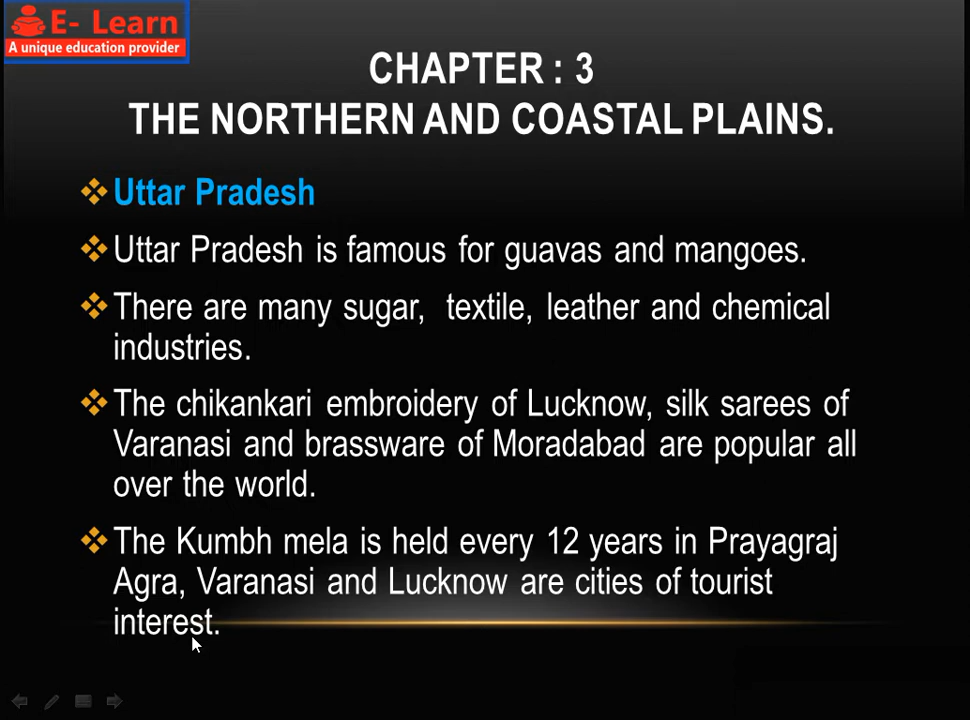 E- Learn
A unique education provider
CHAPTER : 3
THE NORTHERN AND COASTAL PLAINS.
Uttar Pradesh
Uttar Pradesh is famous for guavas and mangoes.
There are many sugar, textile, leather and chemical
industries.
The chikankari embroidery of Lucknow, silk sarees of
Varanasi and brassware of Moradabad are popular all
over the world.
The Kumbh mela is held every 12 years in Prayagraj
Agra, Varanasi and Lucknow are cities of tourist
interest.